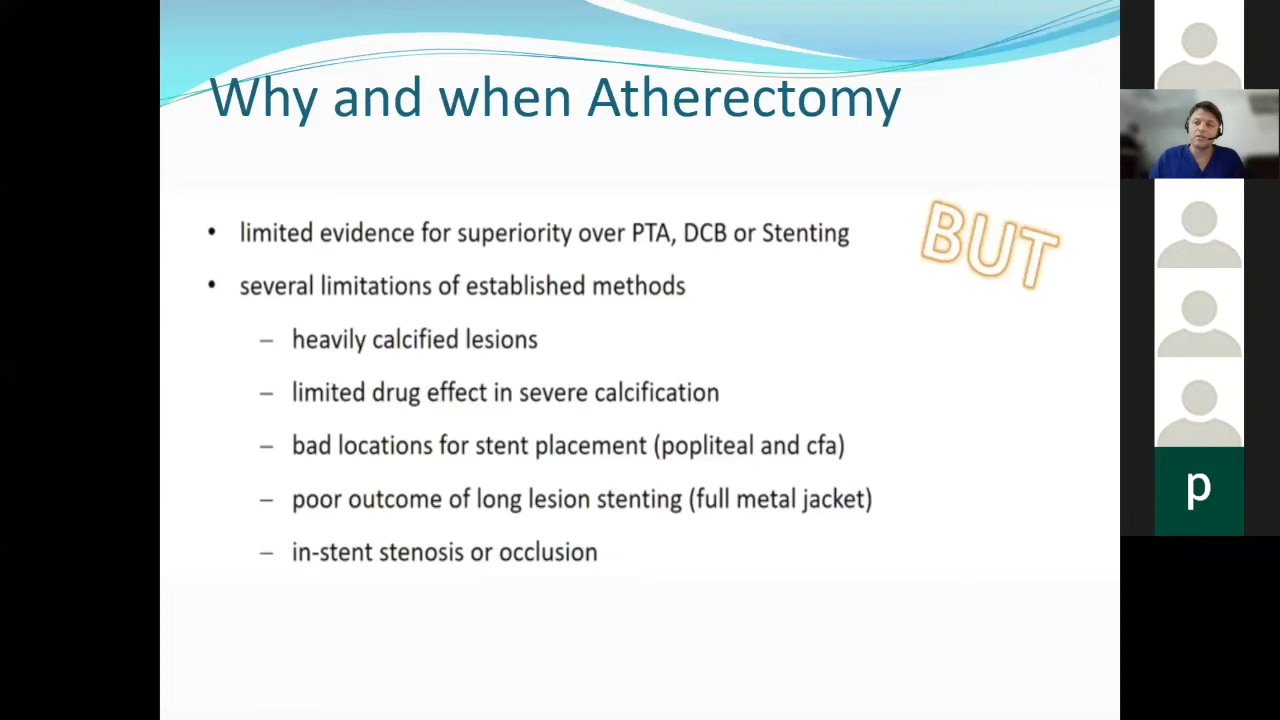 Why and when Atherectomy
• limited evidence for superiority over PTA, DCB or Stenting
BUT
• several limitations of established methods
– heavily calcified lesions
– limited drug effect in severe calcification
– bad locations for stent placement (popliteal and cfa)
– poor outcome of long lesion stenting (full metal jacket)
– in-stent stenosis or occlusion
p